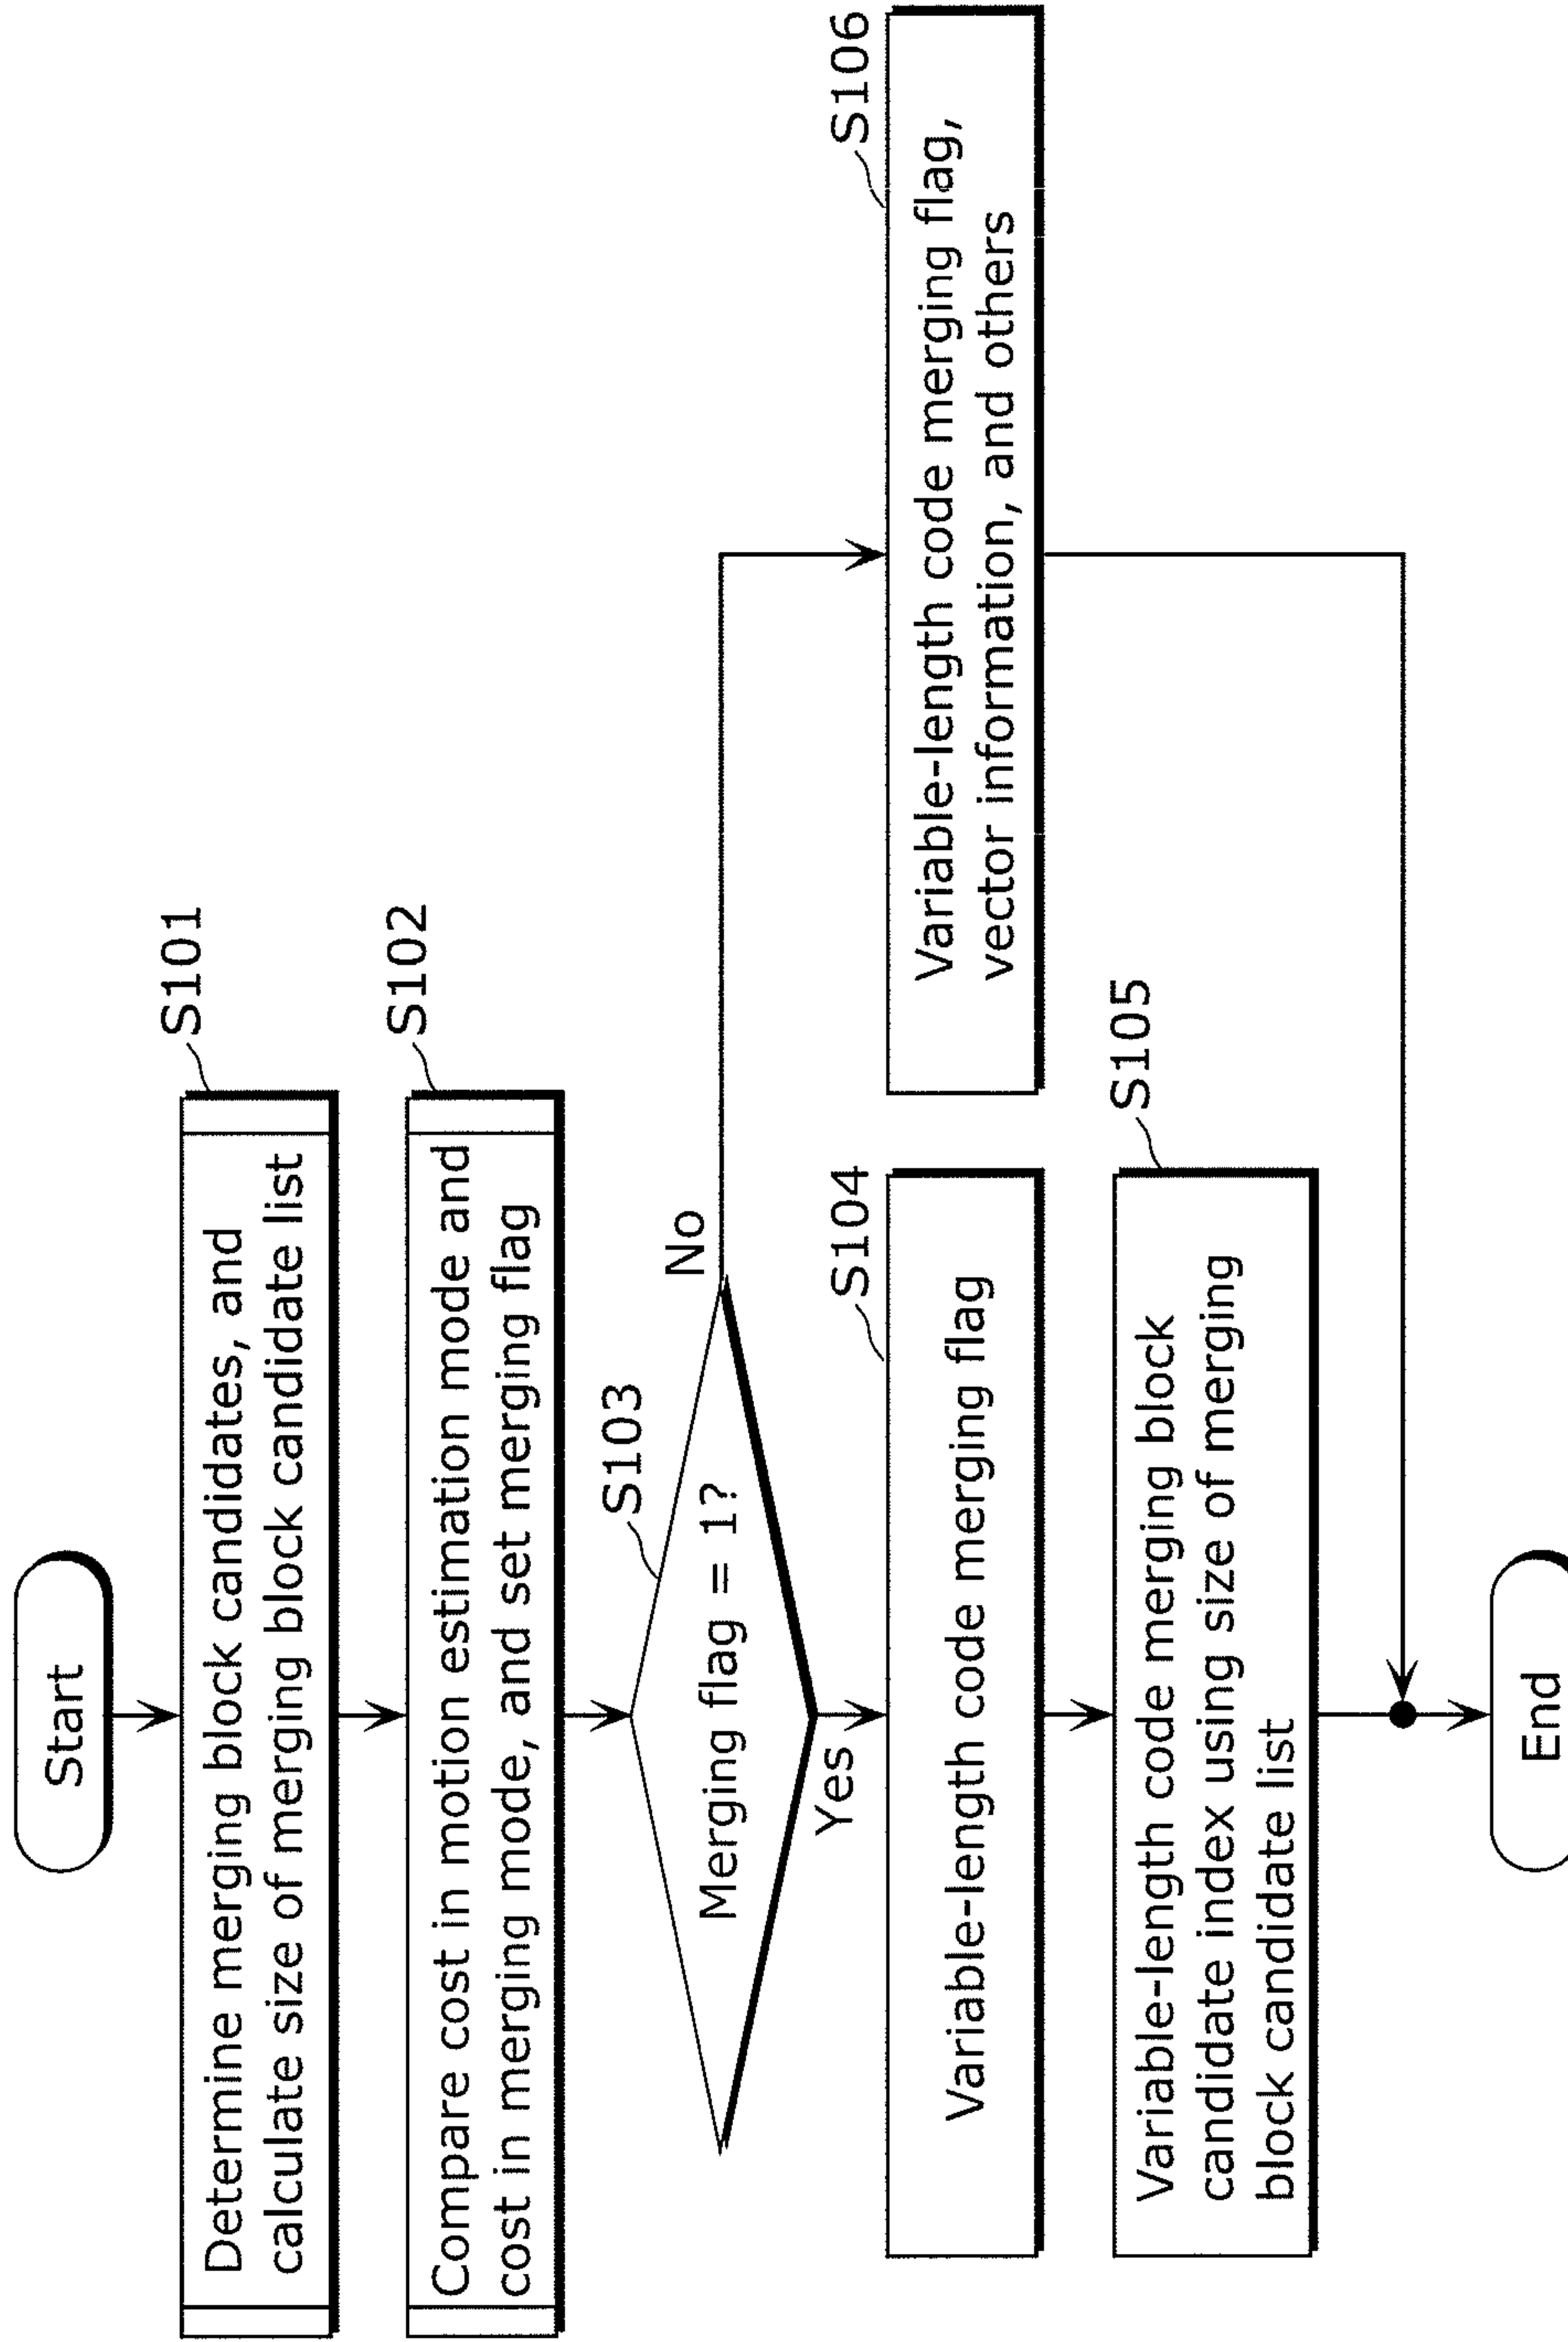 Start
S101
Determine merging block candidates, and
calculate size of merging block candidate list
S102
Compare cost in motion estimation mode and
cost in merging mode, and set merging flag
S103
Merging flag = 1?
No
Yes
S104
Variable-length code merging flag
S106
Variable-length code merging flag,
vector information, and others
S105
Variable-length code merging block
candidate index using size of merging
block candidate list
End